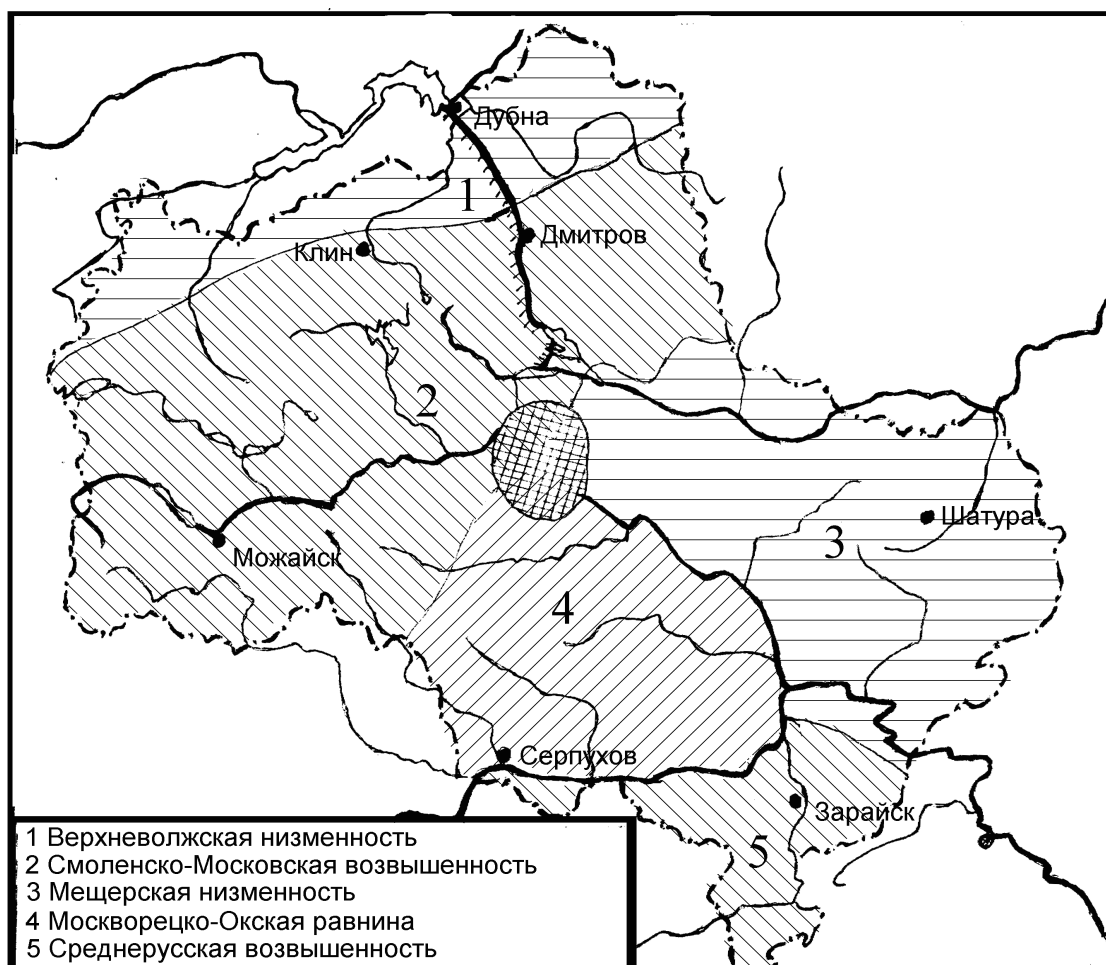 Дубна
1
Дмитров
Клин
2
Шатура
3
Можайск
4
Серпухов
Зарайск
5
1 Верхневолжская низменность
2 Смоленско-Московская возвышенность
3 Мещерская низменность
4 Москворецко-Окская равнина
5 Среднерусская возвышенность